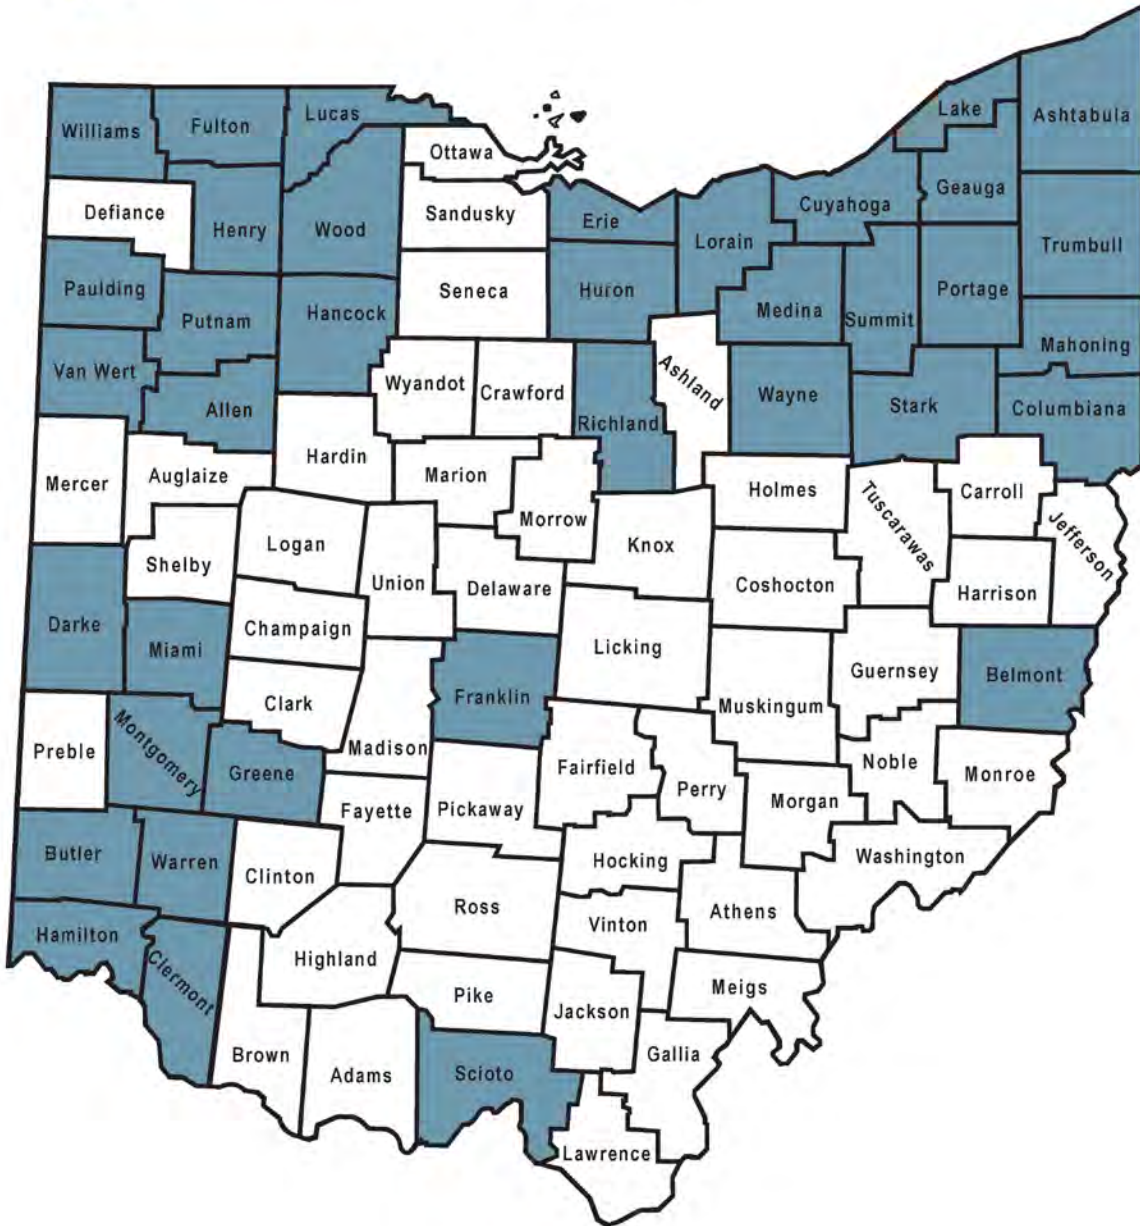 Williams
Fulton
Lucas
Ottawa
Lake
Ashtabula
Defiance
Henry
Wood
Sandusky
Erie
Lorain
Cuyahoga
Geauga
Trumbull
Paulding
Putnam
Hancock
Seneca
Huron
Medina
Summit
Portage
Mahoning
Van Wert
Allen
Wyandot
Crawford
Richland
Ashland
Wayne
Stark
Columbiana
Mercer
Auglaize
Hardin
Marion
Morrow
Holmes
Tuscarawas
Carroll
Jefferson
Shelby
Logan
Union
Delaware
Knox
Coshocton
Harrison
Darke
Miami
Champaign
Licking
Guernsey
Belmont
Clark
Franklin
Muskingum
Preble
Montgomery
Greene
Madison
Fairfield
Perry
Noble
Monroe
Fayette
Pickaway
Morgan
Butler
Warren
Clinton
Hocking
Washington
Ross
Athens
Hamilton
Clermont
Highland
Vinton
Pike
Jackson
Meigs
Brown
Adams
Scioto
Gallia
Lawrence